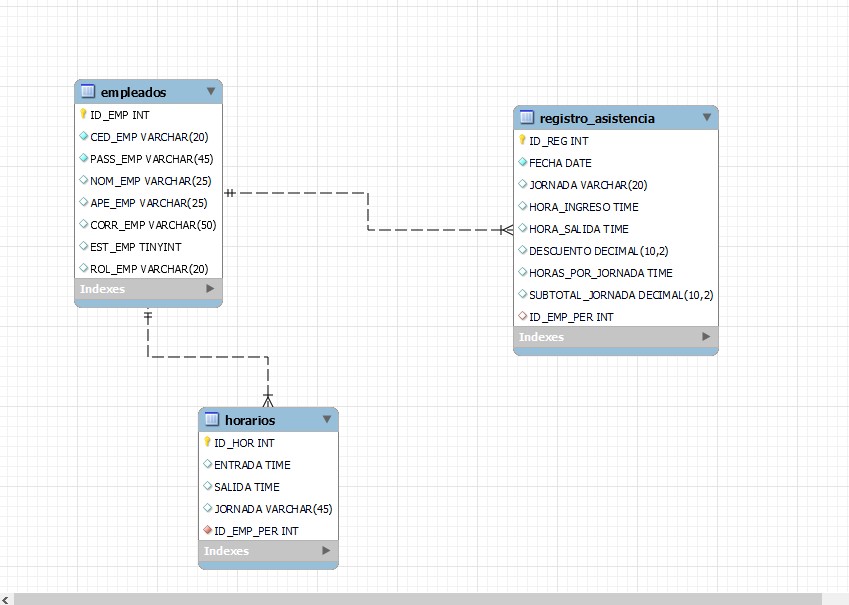 empleados
ID_EMP INT
CED_EMP VARCHAR(20)
PASS_EMP VARCHAR(45)
NOM_EMP VARCHAR(25)
APE_EMP VARCHAR(25)
CORR_EMP VARCHAR(50)
EST_EMP TINYINT
ROL_EMP VARCHAR(20)
Indexes
registro_asistencia
ID_REG INT
FECHA DATE
JORNADA VARCHAR(20)
HORA_INGRESO TIME
HORA_SALIDA TIME
DESCUENTO DECIMAL(10,2)
HORAS_POR_JORNADA TIME
SUBTOTAL_JORNADA DECIMAL(10,2)
ID_EMP_PER INT
Indexes
horarios
ID_HOR INT
ENTRADA TIME
SALIDA TIME
JORNADA VARCHAR(45)
ID_EMP_PER INT
Indexes